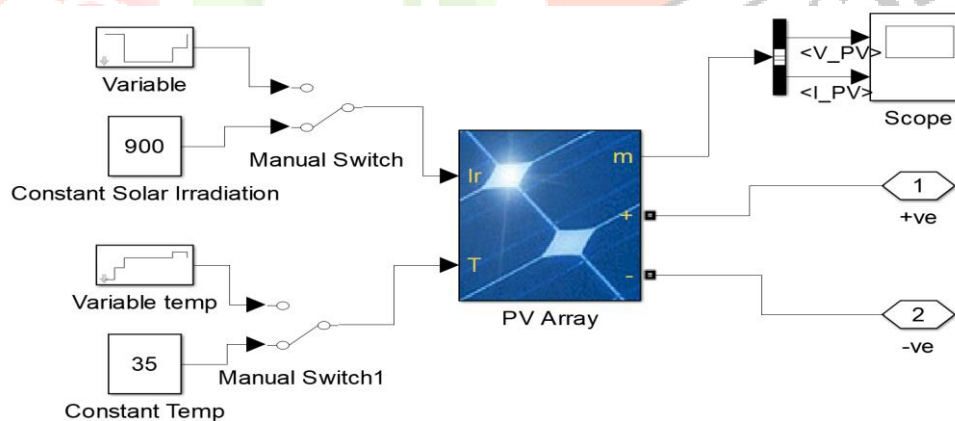 Variable
900
Constant Solar Irradiation
Manual Switch
Variable temp
35
Constant Temp
Manual Switch1
Ir
T
m
+
-
PV Array
<V_PV>
<I_PV>
Scope
1
+ve
2
-ve